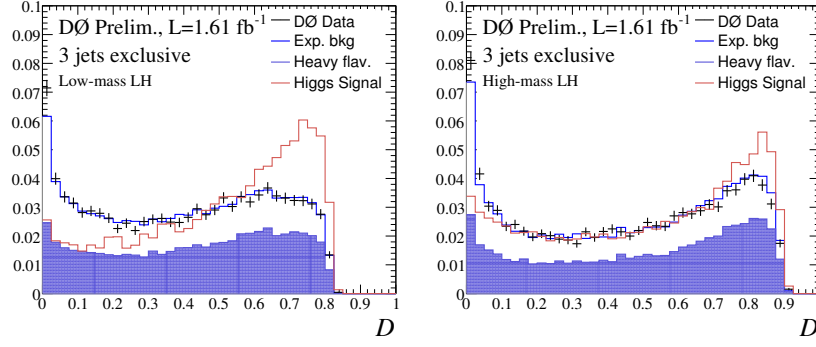 DØ Prelim., L=1.61 fb⁻¹
3 jets exclusive
Low-mass LH
DØ Data
Exp. bkg
Heavy flav.
Higgs Signal
0.1
0.09
0.08
0.07
0.06
0.05
0.04
0.03
0.02
0.01
0
0 0.1 0.2 0.3 0.4 0.5 0.6 0.7 0.8 0.9 1
D
DØ Prelim., L=1.61 fb⁻¹
3 jets exclusive
High-mass LH
DØ Data
Exp. bkg
Heavy flav.
Higgs Signal
0.1
0.09
0.08
0.07
0.06
0.05
0.04
0.03
0.02
0.01
0
0 0.1 0.2 0.3 0.4 0.5 0.6 0.7 0.8 0.9 1
D